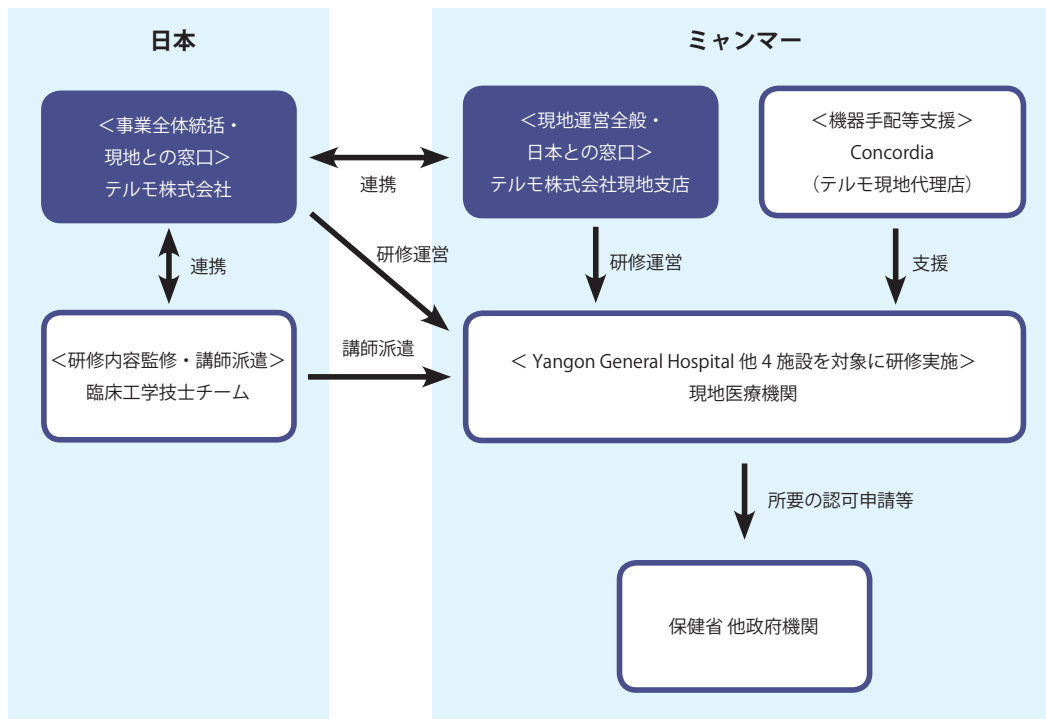 日本
ミャンマー
＜事業全体統括・
現地との窓口＞
テルモ株式会社
連携
＜現地運営全般・
日本との窓口＞
テルモ株式会社現地支店
＜機器手配等支援＞
Concordia
（テルモ現地代理店）
連携
研修運営
研修運営
支援
＜研修内容監修・講師派遣＞
臨床工学技士チーム
講師派遣
＜ Yangon General Hospital 他 4 施設を対象に研修実施＞
現地医療機関
所要の認可申請等
保健省 他政府機関